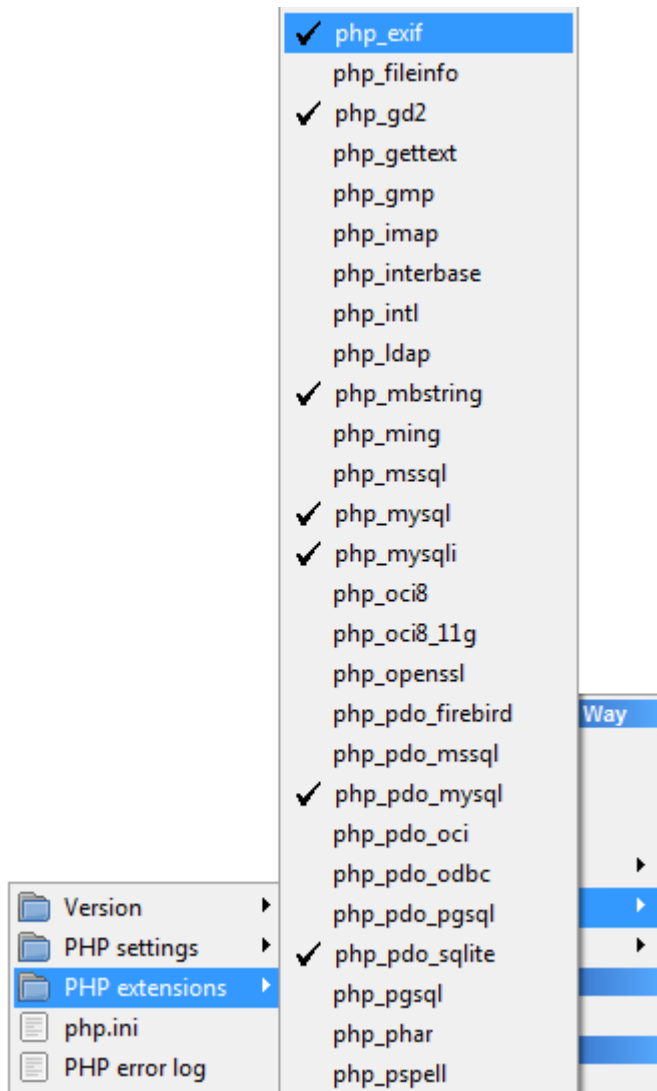 php_exif
php_fileinfo
php_gd2
php_gettext
php_gmp
php_imap
php_interbase
php_intl
php_ldap
php_mbstring
php_ming
php_mssql
php_mysql
php_mysqli
php_oci8
php_oci8_11g
php_openssl
php_pdo_firebird
php_pdo_mssql
php_pdo_mysql
php_pdo_oci
php_pdo_odbc
php_pdo_pgsql
php_pdo_sqlite
php_pgsql
php_phar
php_pspell
Way
Version
PHP settings
PHP extensions
php.ini
PHP error log